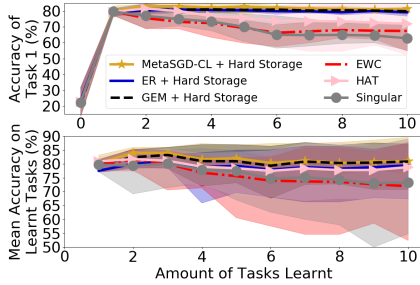 Accuracy of
Task 1 (%)
80
70
60
50
40
30
20
MetaSGD-CL + Hard Storage
ER + Hard Storage
GEM + Hard Storage
EWC
HAT
Singular
0 2 4 6 8 10
Mean Accuracy on
Learnt Tasks (%)
90
85
80
75
70
65
60
55
50
0 2 4 6 8 10
Amount of Tasks Learnt